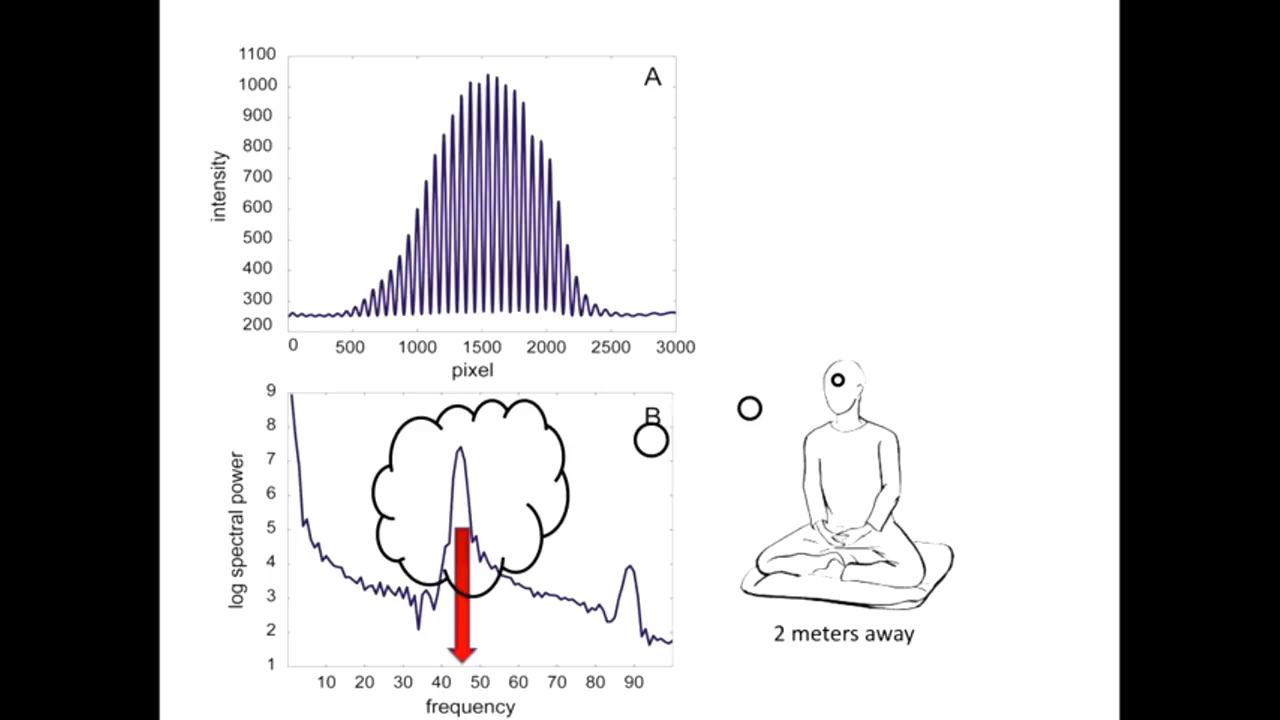 A
1100
1000
900
800
700
600
500
400
300
200
intensity
0 500 1000 1500 2000 2500 3000
pixel
B
9
8
7
6
5
4
3
2
1
log spectral power
10 20 30 40 50 60 70 80 90
frequency
2 meters away